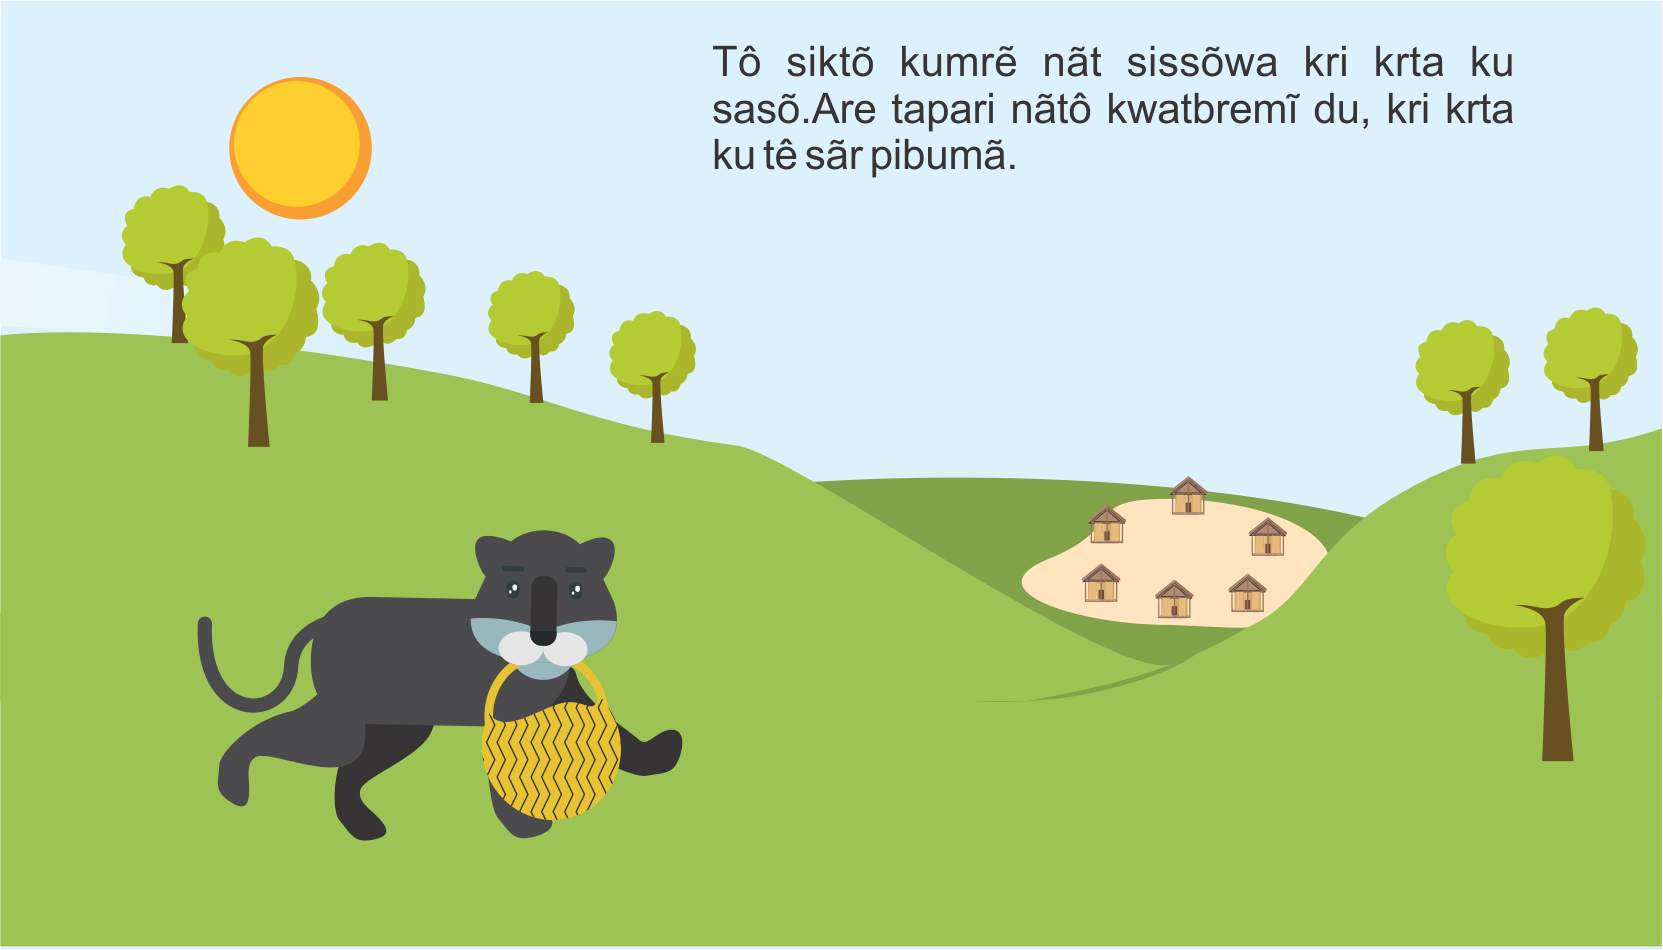 Tô siktõ kumrẽ nãt sissõwa kri krta ku
sasõ.Are tapari nãtô kwatbremĩ du, kri krta
ku tê sãr pibumã.